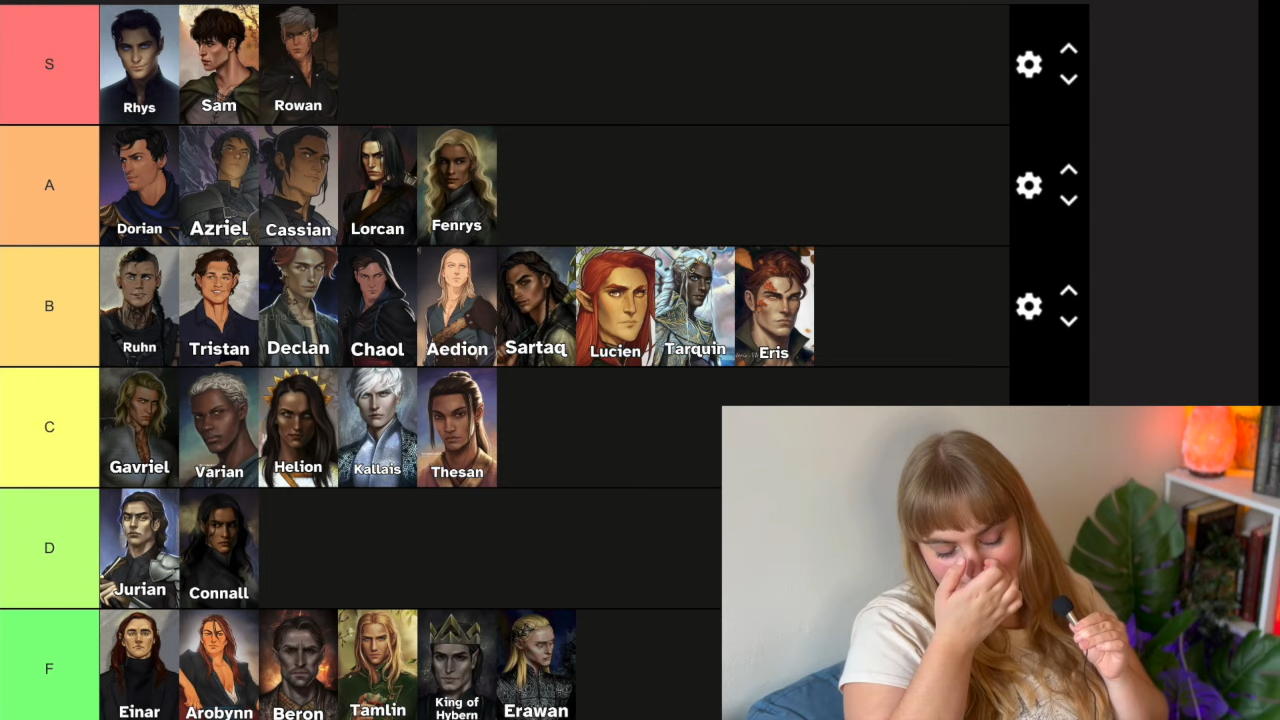 S
Rhys
Sam
Rowan
A
Dorian
Azriel
Cassian
Lorcan
Fenrys
B
Ruhn
Tristan
Declan
Chaol
Aedion
Sartaq
Lucien
Tarquin
Eris
C
Gavriel
Varian
Helion
Kallais
Thesan
D
Jurian
Connall
F
Einar
Arobynn
Beron
Tamlin
King of
Hybern
Erawan